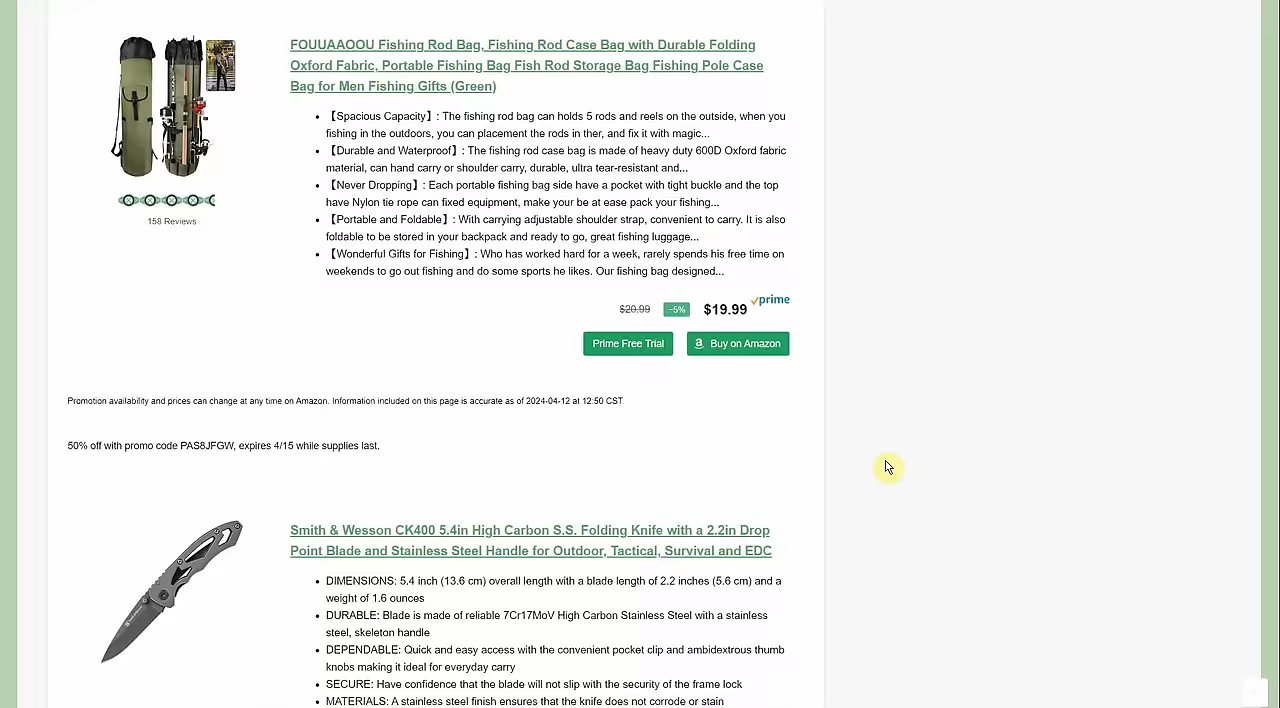 FOUUAAOOU Fishing Rod Bag, Fishing Rod Case Bag with Durable Folding
Oxford Fabric, Portable Fishing Bag Fish Rod Storage Bag Fishing Pole Case
Bag for Men Fishing Gifts (Green)
• 【Spacious Capacity】: The fishing rod bag can holds 5 rods and reels on the outside, when you
fishing in the outdoors, you can placement the rods in ther, and fix it with magic...
• 【Durable and Waterproof】: The fishing rod case bag is made of heavy duty 600D Oxford fabric
material, can hand carry or shoulder carry, durable, ultra tear-resistant and...
• 【Never Dropping】: Each portable fishing bag side have a pocket with tight buckle and the top
have Nylon tie rope can fixed equipment, make your be at ease pack your fishing...
• 【Portable and Foldable】: With carrying adjustable shoulder strap, convenient to carry. It is also
foldable to be stored in your backpack and ready to go, great fishing luggage...
• 【Wonderful Gifts for Fishing】: Who has worked hard for a week, rarely spends his free time on
weekends to go out fishing and do some sports he likes. Our fishing bag designed...
158 Reviews
$20.99 −5% $19.99 prime
Prime Free Trial Buy on Amazon
Promotion availability and prices can change at any time on Amazon. Information included on this page is accurate as of 2024-04-12 at 12:50 CST.
50% off with promo code PAS8JFGW, expires 4/15 while supplies last.
Smith & Wesson CK400 5.4in High Carbon S.S. Folding Knife with a 2.2in Drop
Point Blade and Stainless Steel Handle for Outdoor, Tactical, Survival and EDC
• DIMENSIONS: 5.4 inch (13.6 cm) overall length with a blade length of 2.2 inches (5.6 cm) and a
weight of 1.6 ounces
• DURABLE: Blade is made of reliable 7Cr17MoV High Carbon Stainless Steel with a stainless
steel, skeleton handle
• DEPENDABLE: Quick and easy access with the convenient pocket clip and ambidextrous thumb
knobs making it ideal for everyday carry
• SECURE: Have confidence that the blade will not slip with the security of the frame lock
• MATERIALS: A stainless steel finish ensures that the knife does not corrode or stain